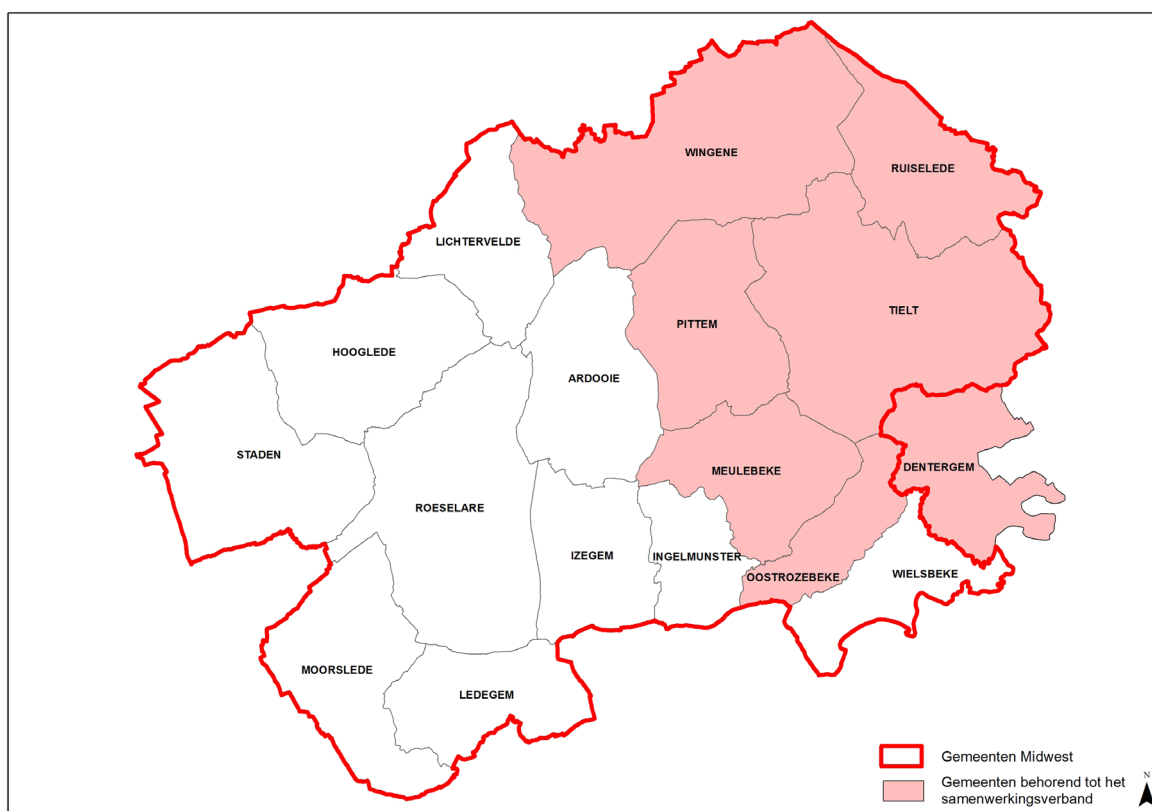 WINGENE
RUISELEDE
LICHTERVELDE
TIELT
PITTEM
HOOGLEDE
ARDOOIE
STADEN
MEULEBEKE
DENTERGEM
ROESELARE
IZEGEM
INGELMUNSTER
OOSTROZEBEKE
WIELSBEKE
MOORSLEDE
LEDEGEM
Gemeenten Midwest
Gemeenten behorend tot het
samenwerkingsverband
N